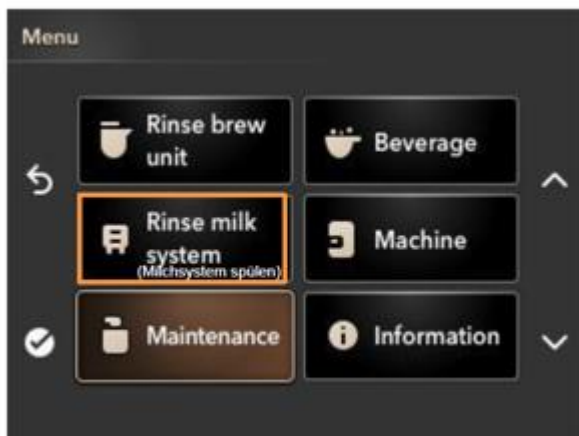 Menu
Rinse brew
unit
Beverage
Rinse milk
system
(Milchsystem spülen)
Machine
Maintenance
Information